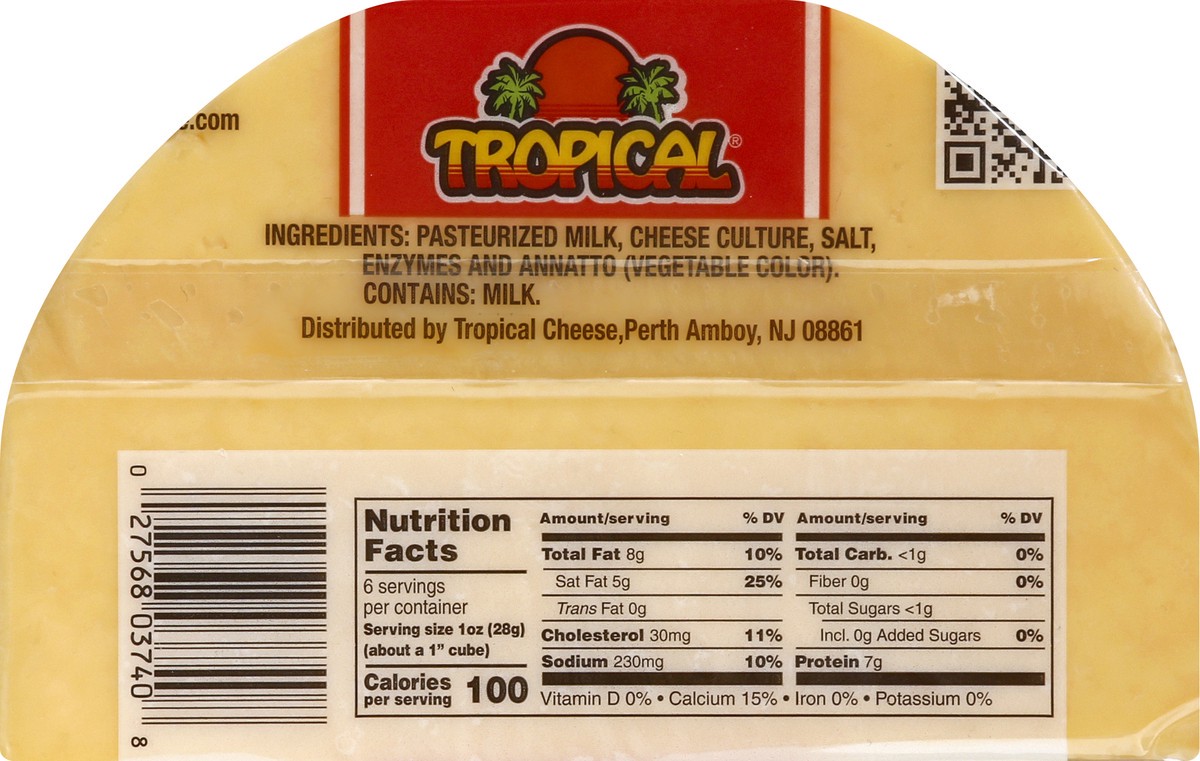 .com
TROPICAL®
INGREDIENTS: PASTEURIZED MILK, CHEESE CULTURE, SALT,
ENZYMES AND ANNATTO (VEGETABLE COLOR).
CONTAINS: MILK.
Distributed by Tropical Cheese,Perth Amboy, NJ 08861
0 27568 03740 8
Nutrition
Facts
6 servings
per container
Serving size 1oz (28g)
(about a 1” cube)
Calories 100
per serving
Amount/serving % DV
Total Fat 8g 10%
Sat Fat 5g 25%
Trans Fat 0g
Cholesterol 30mg 11%
Sodium 230mg 10%
Amount/serving % DV
Total Carb. <1g 0%
Fiber 0g 0%
Total Sugars <1g
Incl. 0g Added Sugars 0%
Protein 7g
Vitamin D 0% • Calcium 15% • Iron 0% • Potassium 0%